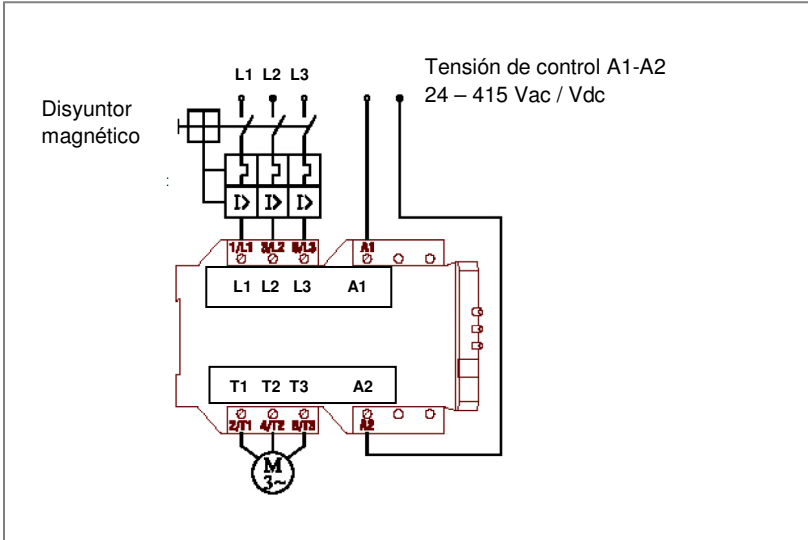 L1 L2 L3
Tensión de control A1-A2
24 – 415 Vac / Vdc
Disyuntor
magnético
:
I> I> I>
1/L1 3/L2 5/L3 A1
L1 L2 L3 A1
T1 T2 T3 A2
2/T1 4/T2 6/T3 A2
M
3~